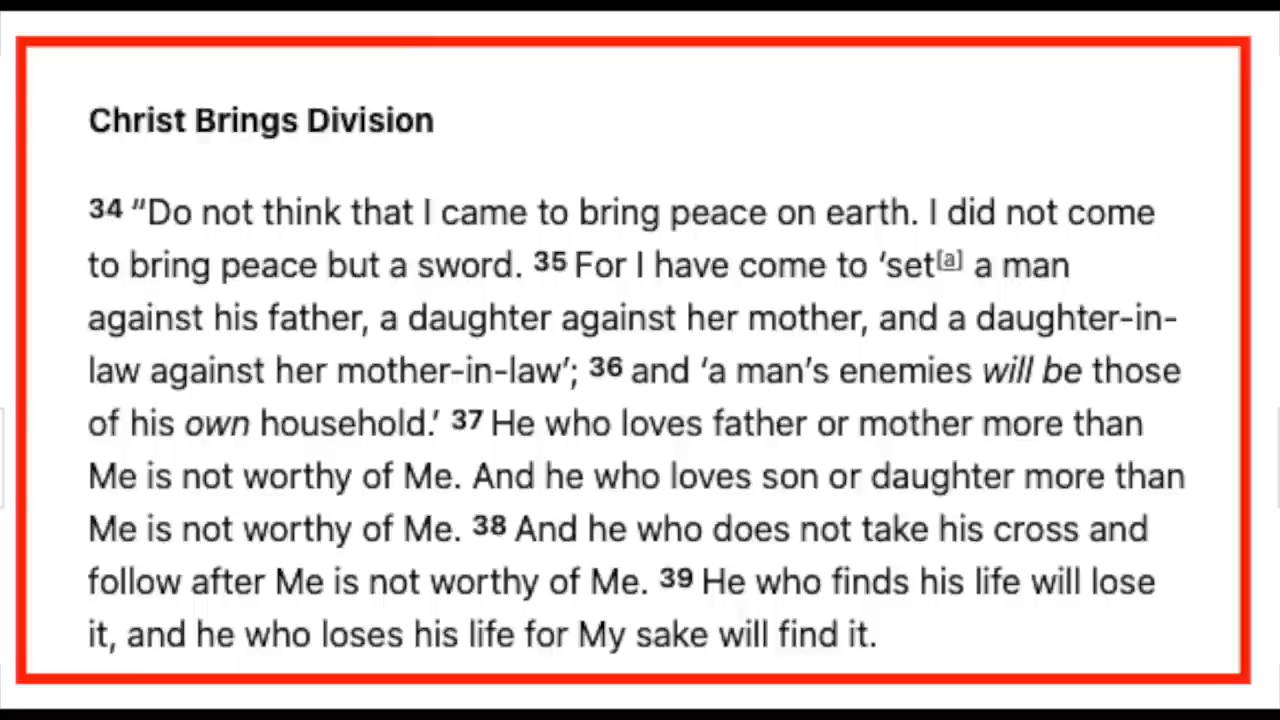 Christ Brings Division
34 "Do not think that I came to bring peace on earth. I did not come
to bring peace but a sword. 35 For I have come to ‘set[a] a man
against his father, a daughter against her mother, and a daughter-in-
law against her mother-in-law’; 36 and ‘a man’s enemies will be those
of his own household.’ 37 He who loves father or mother more than
Me is not worthy of Me. And he who loves son or daughter more than
Me is not worthy of Me. 38 And he who does not take his cross and
follow after Me is not worthy of Me. 39 He who finds his life will lose
it, and he who loses his life for My sake will find it.